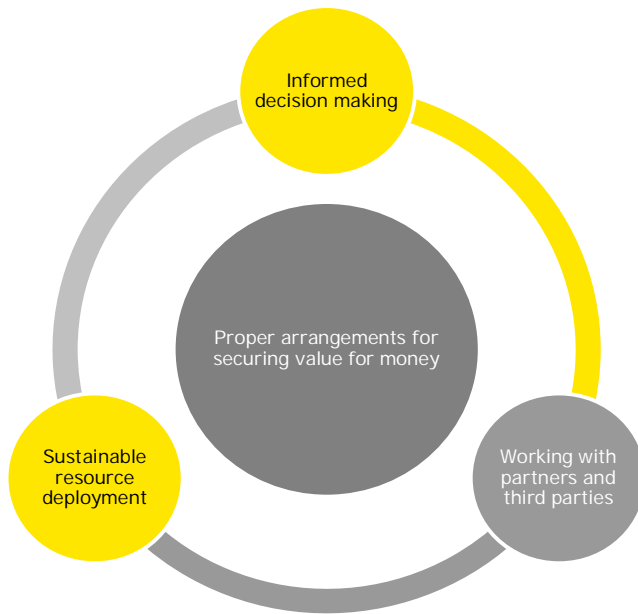 Informed
decision making
Proper arrangements for
securing value for money
Sustainable
resource
deployment
Working with
partners and
third parties